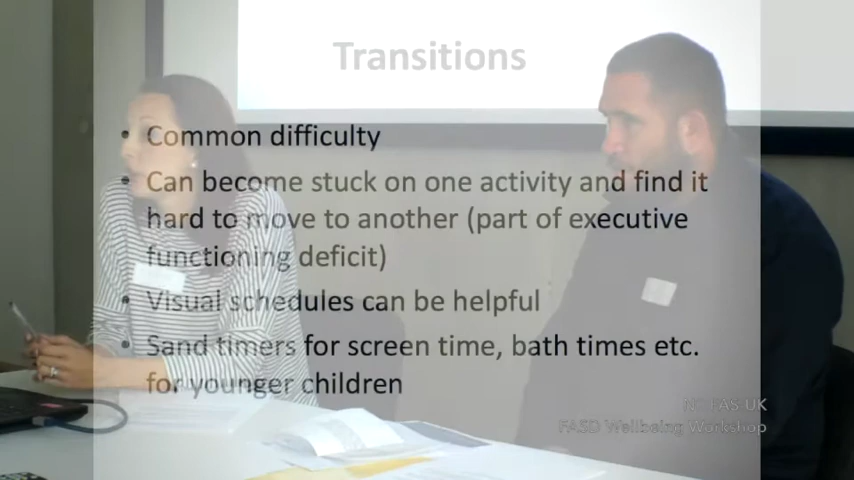 Transitions
• Common difficulty
• Can become stuck on one activity and find it
hard to move to another (part of executive
functioning deficit)
• Visual schedules can be helpful
• Sand timers for screen time, bath times etc.
for younger children
NOFAS-UK
FASD Wellbeing Workshop